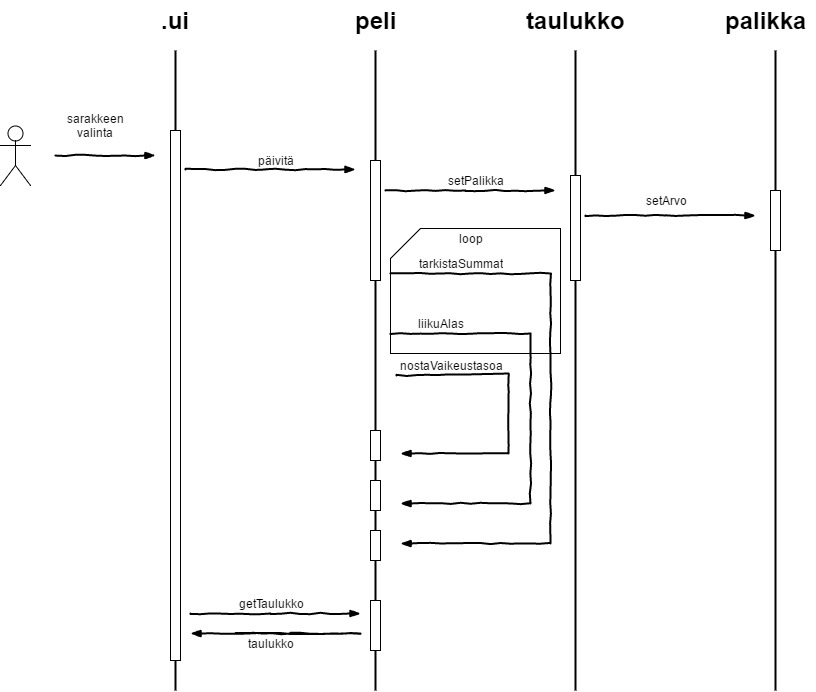 .ui
peli
taulukko
palikka
sarakkeen
valinta
päivitä
setPalikka
setArvo
loop
tarkistaSummat
liikuAlas
nostaVaikeustasoa
getTaulukko
taulukko